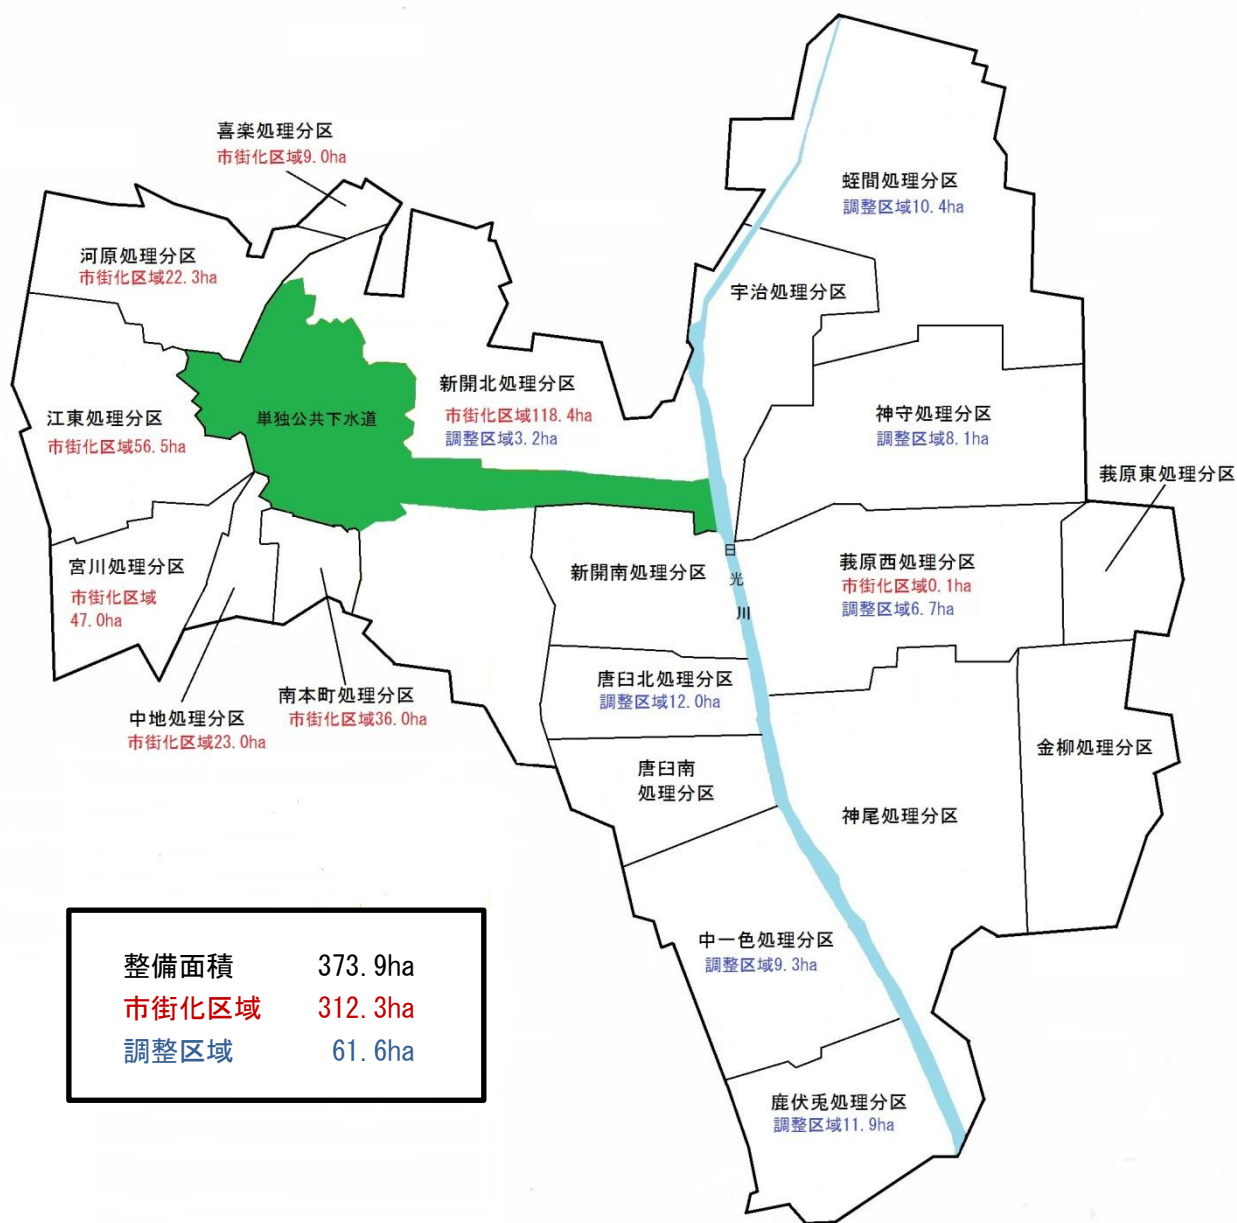 喜楽処理分区
市街化区域9.0ha
蛭間処理分区
調整区域10.4ha
河原処理分区
市街化区域22.3ha
宇治処理分区
新開北処理分区
市街化区域118.4ha
調整区域3.2ha
江東処理分区
市街化区域56.5ha
単独公共下水道
神守処理分区
調整区域8.1ha
莪原東処理分区
宮川処理分区
市街化区域
47.0ha
新開南処理分区
日
光
川
莪原西処理分区
市街化区域0.1ha
調整区域6.7ha
唐臼北処理分区
調整区域12.0ha
南本町処理分区
市街化区域36.0ha
中地処理分区
市街化区域23.0ha
唐臼南
処理分区
金柳処理分区
神尾処理分区
中一色処理分区
調整区域9.3ha
整備面積 373.9ha
市街化区域 312.3ha
調整区域 61.6ha
鹿伏兎処理分区
調整区域11.9ha